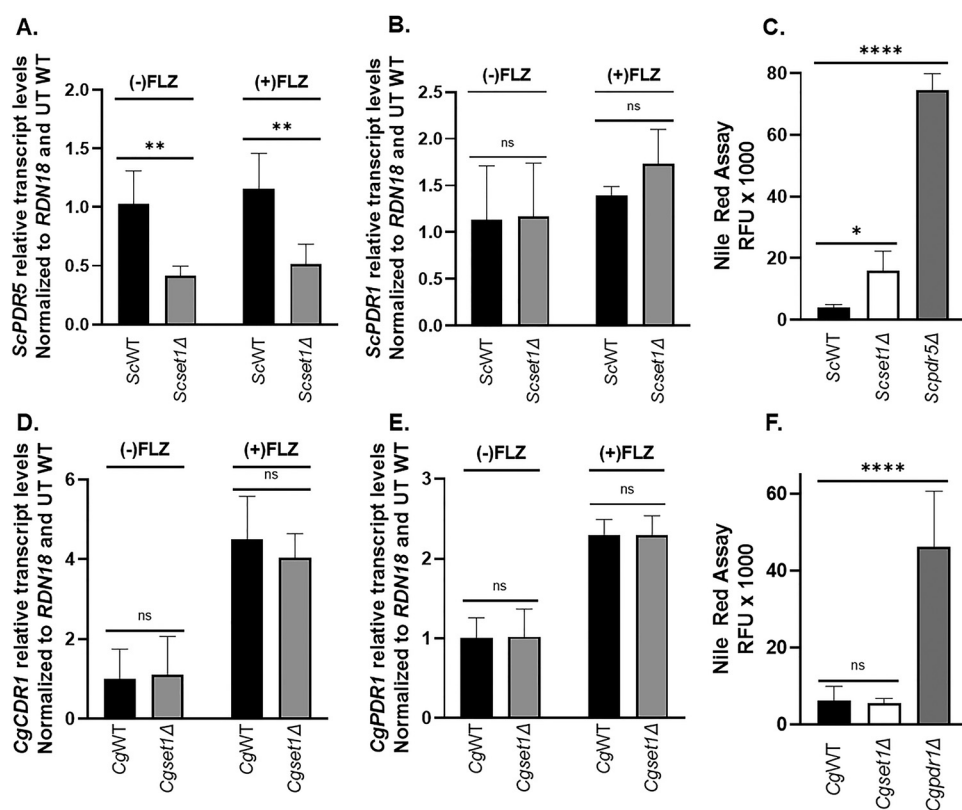 A.
ScPDR5 relative transcript levels
Normalized to RDN18 and UT WT
(-)FLZ
(+)FLZ
**
**
2.0
1.5
1.0
0.5
0.0
ScWT
Scset1Δ
ScWT
Scset1Δ
B.
ScPDR1 relative transcript levels
Normalized to RDN18 and UT WT
(-)FLZ
(+)FLZ
ns
ns
2.5
2.0
1.5
1.0
0.5
0.0
ScWT
Scset1Δ
ScWT
Scset1Δ
C.
Nile Red Assay
RFU x 1000
****
*
80
60
40
20
0
ScWT
Scset1Δ
Scpdr5Δ
D.
CgCDR1 relative transcript levels
Normalized to RDN18 and UT WT
(-)FLZ
(+)FLZ
ns
ns
6
4
2
0
CgWT
Cgset1Δ
CgWT
Cgset1Δ
E.
CgPDR1 relative transcript levels
Normalized to RDN18 and UT WT
(-)FLZ
(+)FLZ
ns
ns
3
2
1
0
CgWT
Cgset1Δ
CgWT
Cgset1Δ
F.
Nile Red Assay
RFU x 1000
****
ns
60
40
20
0
CgWT
Cgset1Δ
Cgpdr1Δ